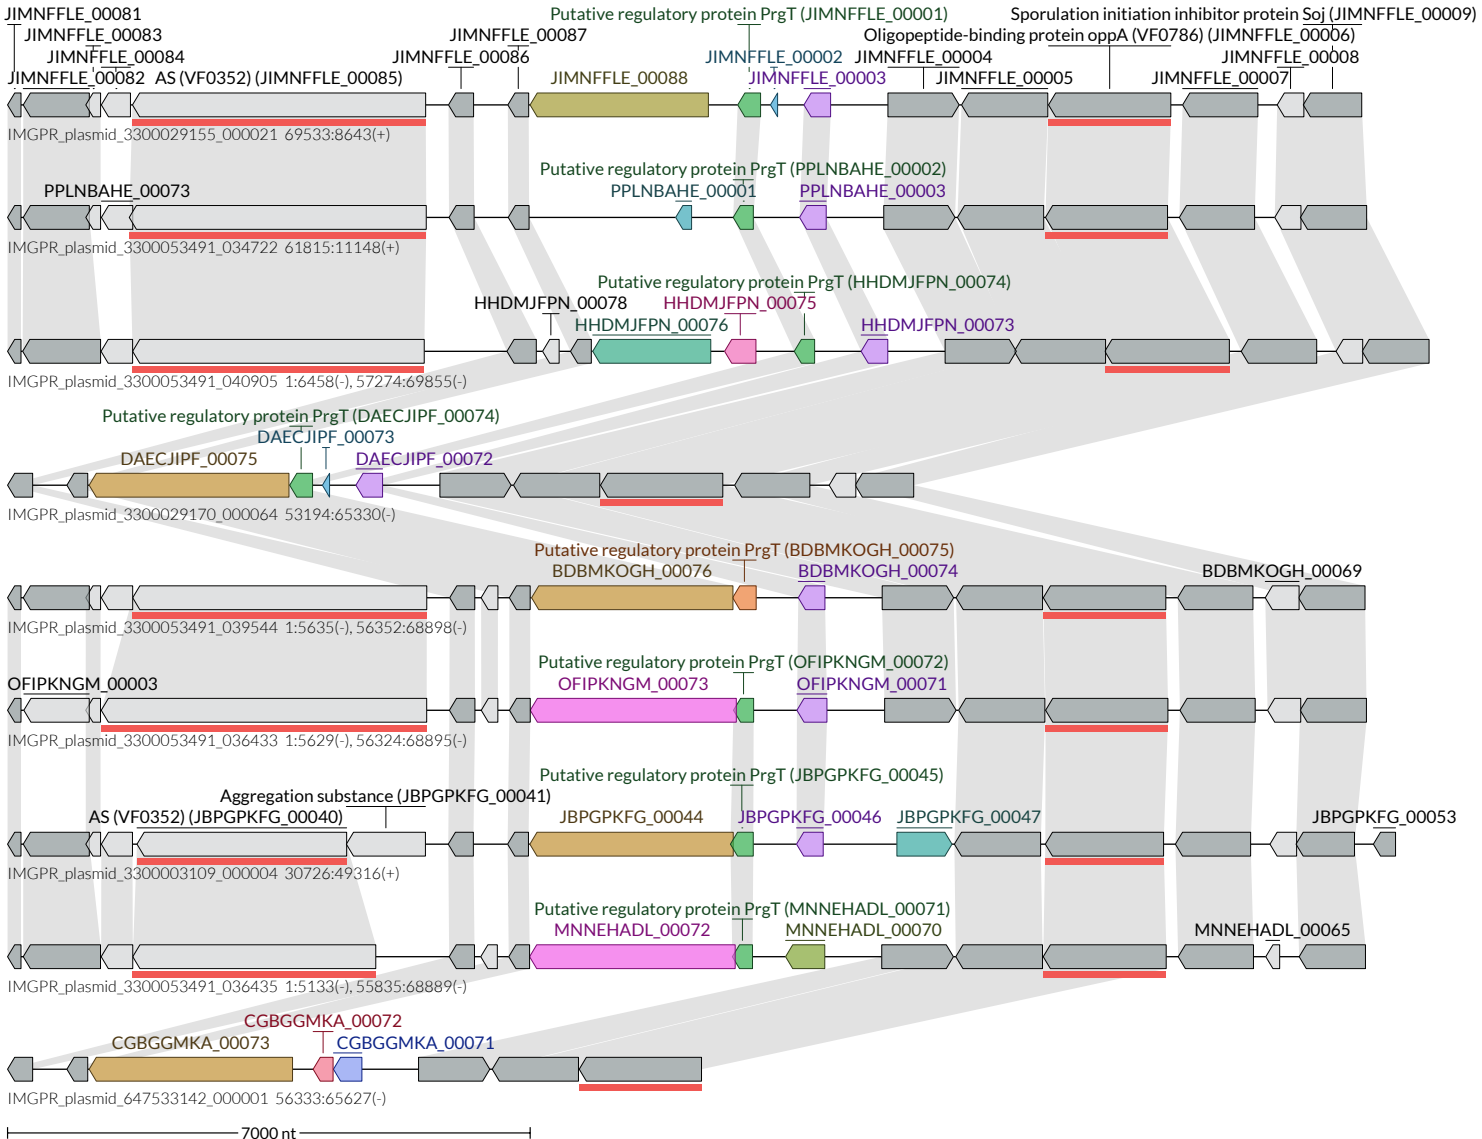 JIMNFFLE_00081
Putative regulatory protein PrgT (JIMNFFLE_00001)
Sporulation initiation inhibitor protein Soj (JIMNFFLE_00009)
JIMNFFLE_00083
JIMNFFLE_00087
Oligopeptide-binding protein oppA (VF0786) (JIMNFFLE_00006)
JIMNFFLE_00084
JIMNFFLE_00086
JIMNFFLE_00002
JIMNFFLE_00004
JIMNFFLE_00008
JIMNFFLE_00082
AS (VF0352) (JIMNFFLE_00085)
JIMNFFLE_00088
JIMNFFLE_00003
JIMNFFLE_00005
JIMNFFLE_00007
IMGPR_plasmid_3300029155_000021 69533:8643(+)
Putative regulatory protein PrgT (PPLNBAHE_00002)
PPLNBAHE_00073
PPLNBAHE_00001
PPLNBAHE_00003
IMGPR_plasmid_3300053491_034722 61815:11148(+)
Putative regulatory protein PrgT (HHDMJFPN_00074)
HHDMJFPN_00078
HHDMJFPN_00075
HHDMJFPN_00076
HHDMJFPN_00073
IMGPR_plasmid_3300053491_040905 1:6458(-), 57274:69855(-)
Putative regulatory protein PrgT (DAECJIPF_00074)
DAECJIPF_00073
DAECJIPF_00075
DAECJIPF_00072
IMGPR_plasmid_3300029170_000064 53194:65330(-)
Putative regulatory protein PrgT (BDBMKOGH_00075)
BDBMKOGH_00076
BDBMKOGH_00074
BDBMKOGH_00069
IMGPR_plasmid_3300053491_039544 1:5635(-), 56352:68898(-)
Putative regulatory protein PrgT (OFIPKNGM_00072)
OFIPKNGM_00003
OFIPKNGM_00073
OFIPKNGM_00071
IMGPR_plasmid_3300053491_036433 1:5629(-), 56324:68895(-)
Putative regulatory protein PrgT (JBPGPKFG_00045)
Aggregation substance (JBPGPKFG_00041)
AS (VF0352) (JBPGPKFG_00040)
JBPGPKFG_00044
JBPGPKFG_00046
JBPGPKFG_00047
JBPGPKFG_00053
IMGPR_plasmid_3300003109_000004 30726:49316(+)
Putative regulatory protein PrgT (MNNEHADL_00071)
MNNEHADL_00072
MNNEHADL_00070
MNNEHADL_00065
IMGPR_plasmid_3300053491_036435 1:5133(-), 55835:68889(-)
CGBGGMKA_00072
CGBGGMKA_00073
CGBGGMKA_00071
IMGPR_plasmid_647533142_000001 56333:65627(-)
7000 nt